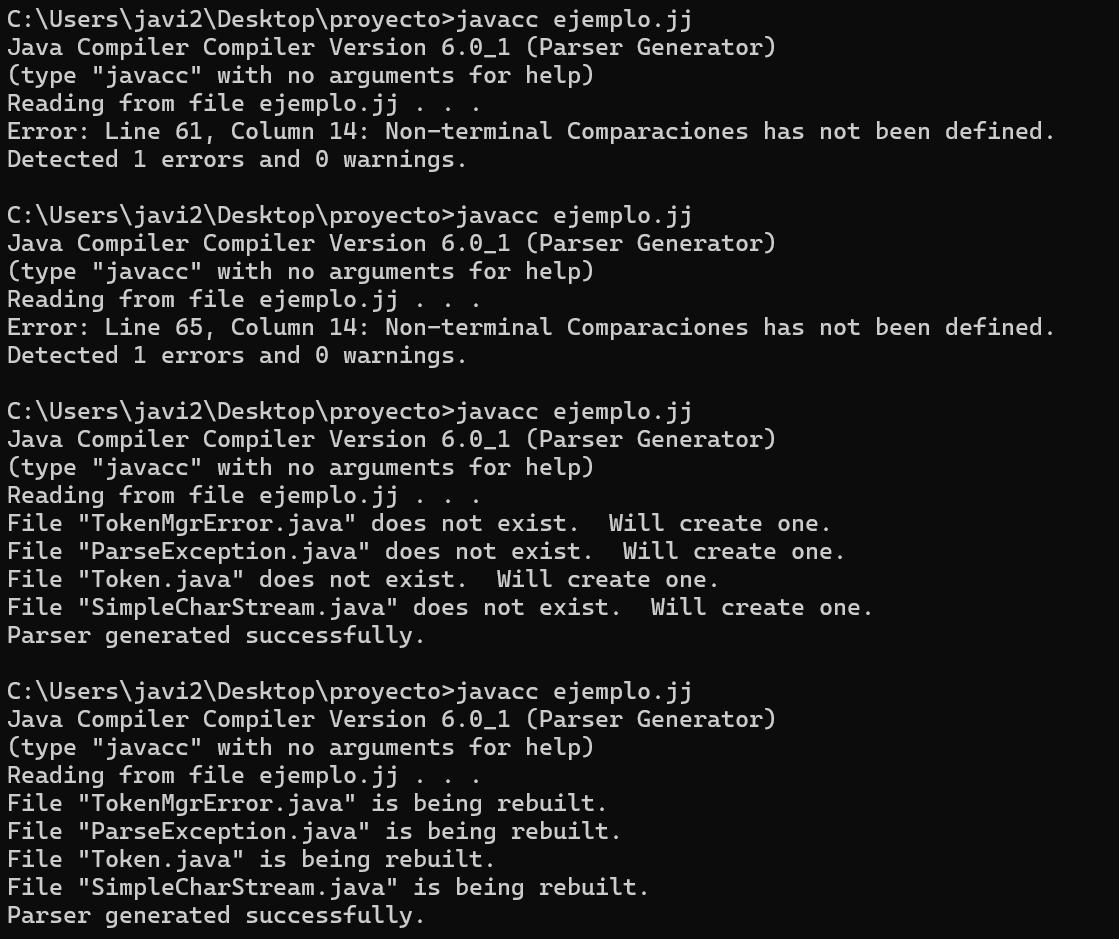 C:\Users\javi2\Desktop\proyecto>javacc ejemplo.jj
Java Compiler Compiler Version 6.0_1 (Parser Generator)
(type "javacc" with no arguments for help)
Reading from file ejemplo.jj . . .
Error: Line 61, Column 14: Non-terminal Comparaciones has not been defined.
Detected 1 errors and 0 warnings.

C:\Users\javi2\Desktop\proyecto>javacc ejemplo.jj
Java Compiler Compiler Version 6.0_1 (Parser Generator)
(type "javacc" with no arguments for help)
Reading from file ejemplo.jj . . .
Error: Line 65, Column 14: Non-terminal Comparaciones has not been defined.
Detected 1 errors and 0 warnings.

C:\Users\javi2\Desktop\proyecto>javacc ejemplo.jj
Java Compiler Compiler Version 6.0_1 (Parser Generator)
(type "javacc" with no arguments for help)
Reading from file ejemplo.jj . . .
File "TokenMgrError.java" does not exist.  Will create one.
File "ParseException.java" does not exist.  Will create one.
File "Token.java" does not exist.  Will create one.
File "SimpleCharStream.java" does not exist.  Will create one.
Parser generated successfully.

C:\Users\javi2\Desktop\proyecto>javacc ejemplo.jj
Java Compiler Compiler Version 6.0_1 (Parser Generator)
(type "javacc" with no arguments for help)
Reading from file ejemplo.jj . . .
File "TokenMgrError.java" is being rebuilt.
File "ParseException.java" is being rebuilt.
File "Token.java" is being rebuilt.
File "SimpleCharStream.java" is being rebuilt.
Parser generated successfully.